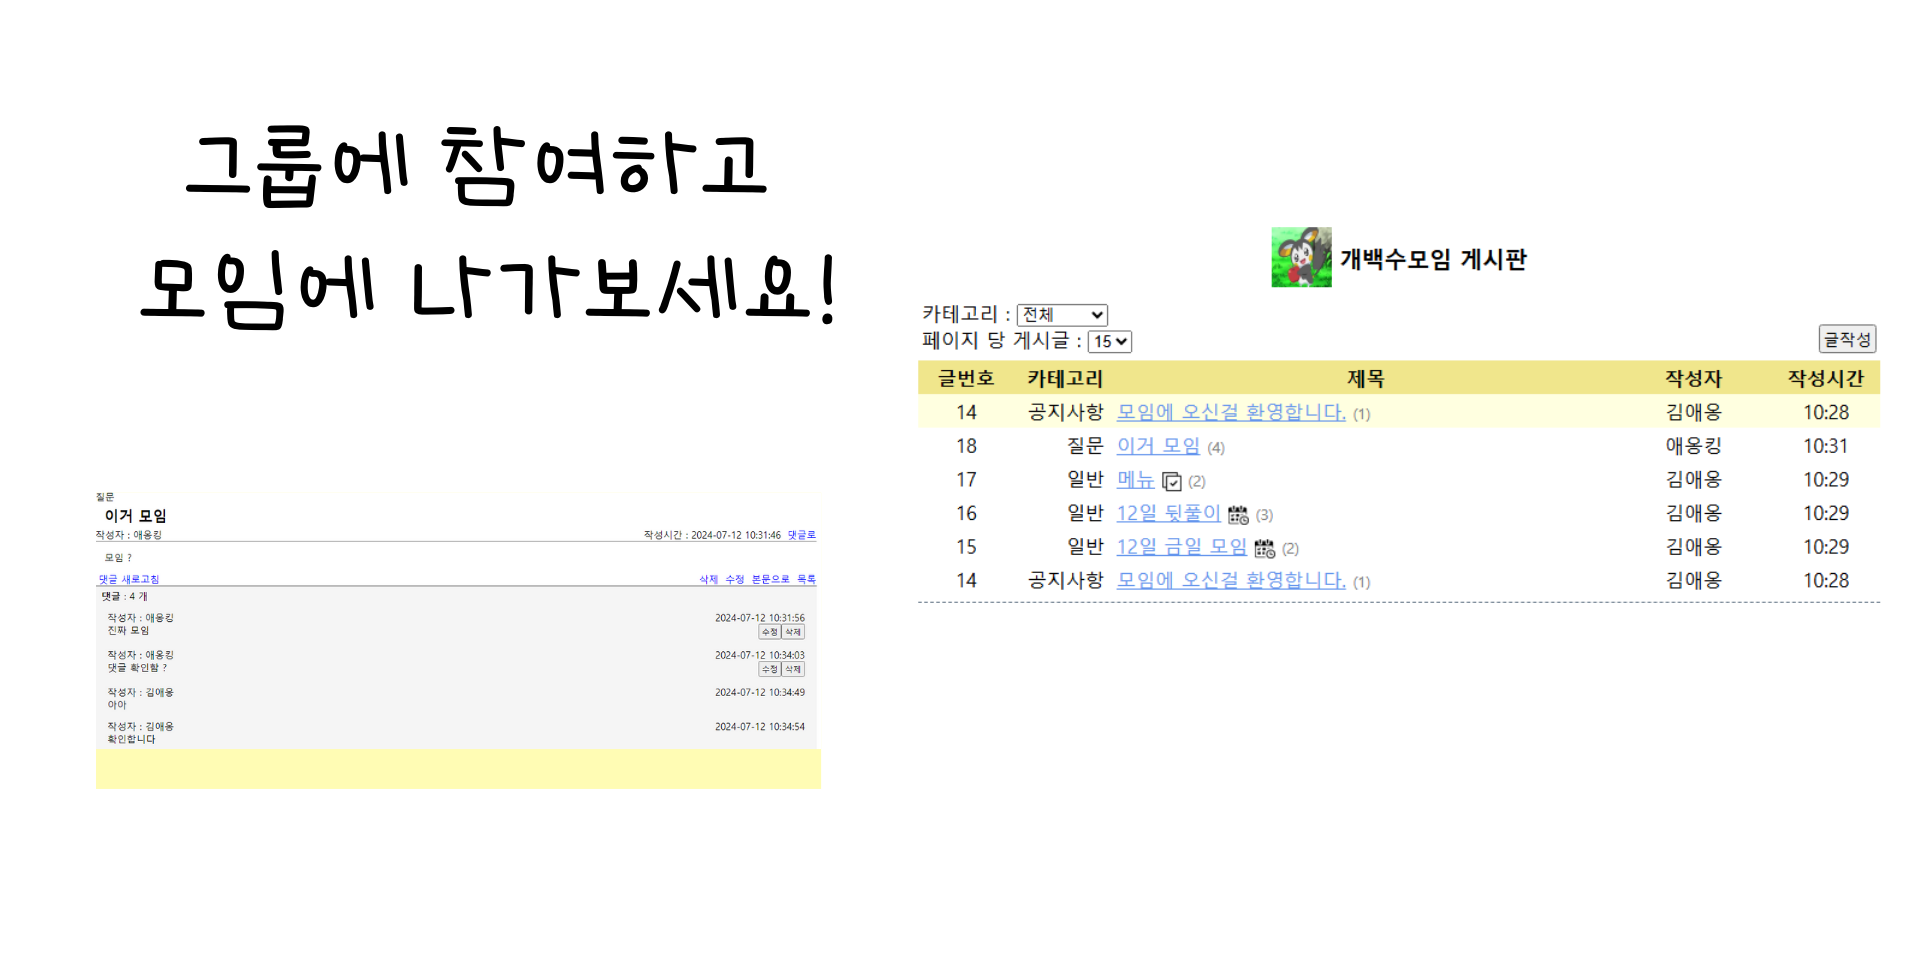 그룹에 참여하고
모임에 나가보세요!
질문
이거 모임
작성자 : 애옹킹 작성시간 : 2024-07-12 10:31:46 댓글로
모임 ?
댓글 새로고침 삭제 수정 본문으로 목록
댓글 : 4 개
작성자 : 애옹킹 2024-07-12 10:31:56
진짜 모임 수정 삭제
작성자 : 애옹킹 2024-07-12 10:34:03
댓글 확인함 ? 수정 삭제
작성자 : 김애옹 2024-07-12 10:34:49
아아
작성자 : 김애옹 2024-07-12 10:34:54
확인합니다
개백수모임 게시판
카테고리 : 전체
페이지 당 게시글 : 15 글작성
글번호 카테고리 제목 작성자 작성시간
14 공지사항 모임에 오신걸 환영합니다. (1) 김애옹 10:28
18 질문 이거 모임 (4) 애옹킹 10:31
17 일반 메뉴 (2) 김애옹 10:29
16 일반 12일 뒷풀이 (3) 김애옹 10:29
15 일반 12일 금일 모임 (2) 김애옹 10:29
14 공지사항 모임에 오신걸 환영합니다. (1) 김애옹 10:28